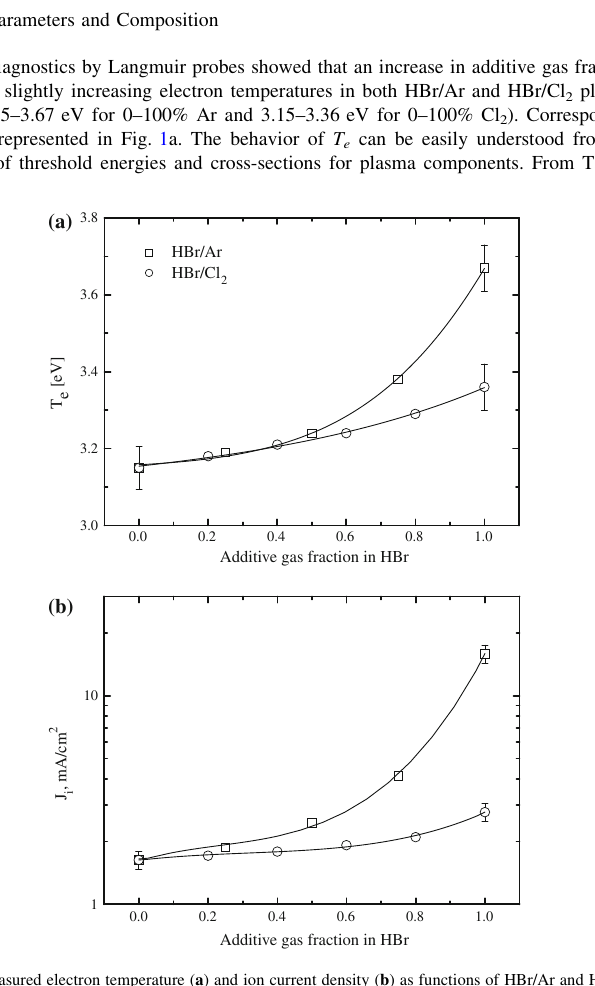 arameters and Composition
iagnostics by Langmuir probes showed that an increase in additive gas fra
slightly increasing electron temperatures in both HBr/Ar and HBr/Cl2 pl
5–3.67 eV for 0–100% Ar and 3.15–3.36 eV for 0–100% Cl2). Correspo
represented in Fig. 1a. The behavior of Te can be easily understood fro
of threshold energies and cross-sections for plasma components. From T
(a)
3.8
HBr/Ar
HBr/Cl2
3.6
Te [eV]
3.4
3.2
3.0
0.0 0.2 0.4 0.6 0.8 1.0
Additive gas fraction in HBr
(b)
10
Ji, mA/cm2
1
0.0 0.2 0.4 0.6 0.8 1.0
Additive gas fraction in HBr
asured electron temperature (a) and ion current density (b) as functions of HBr/Ar and H